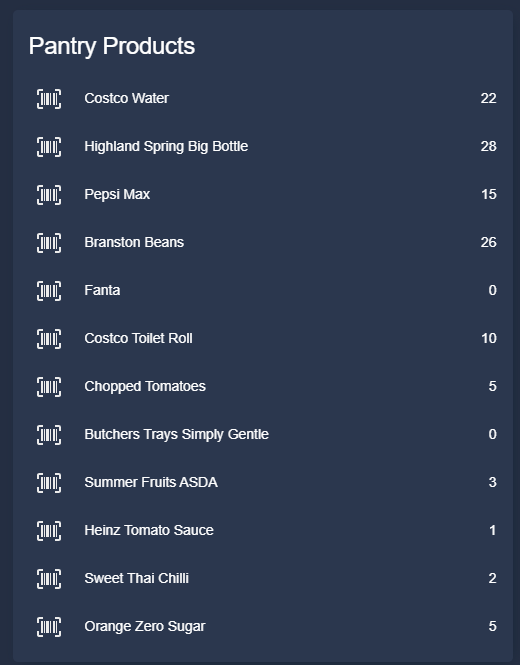 Pantry Products
Costco Water 22
Highland Spring Big Bottle 28
Pepsi Max 15
Branston Beans 26
Fanta 0
Costco Toilet Roll 10
Chopped Tomatoes 5
Butchers Trays Simply Gentle 0
Summer Fruits ASDA 3
Heinz Tomato Sauce 1
Sweet Thai Chilli 2
Orange Zero Sugar 5